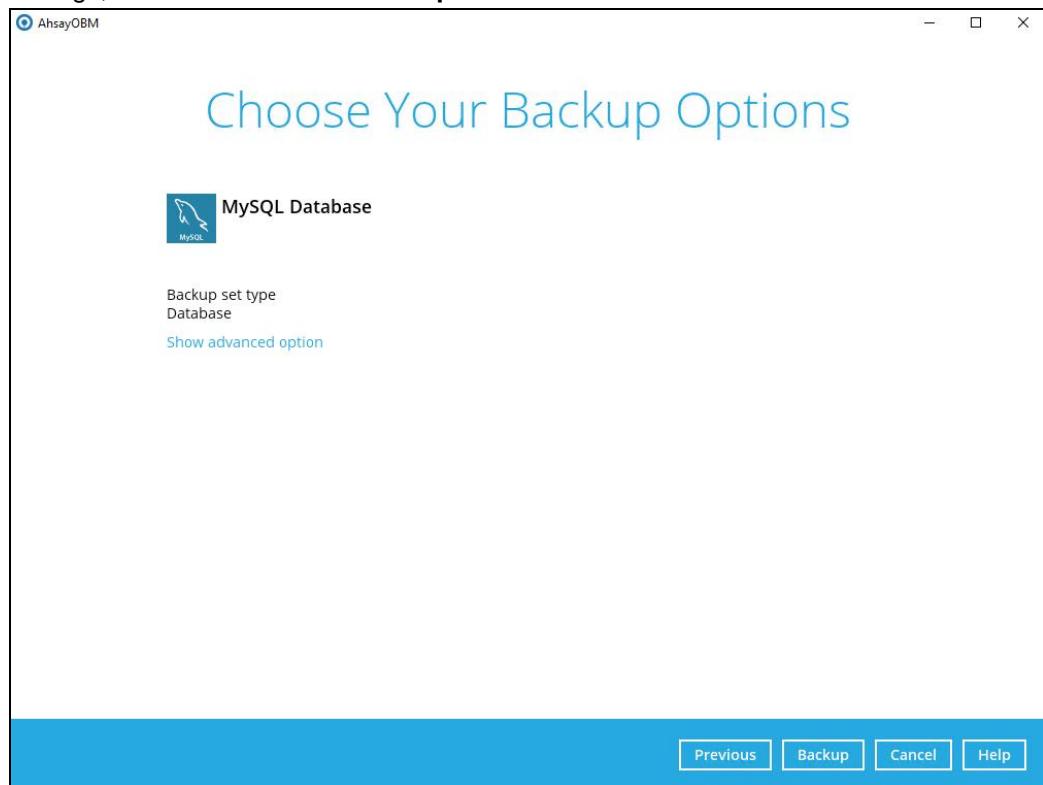 AhsayOBM
Choose Your Backup Options
MySQL Database
MySQL
Backup set type
Database
Show advanced option
Previous Backup Cancel Help